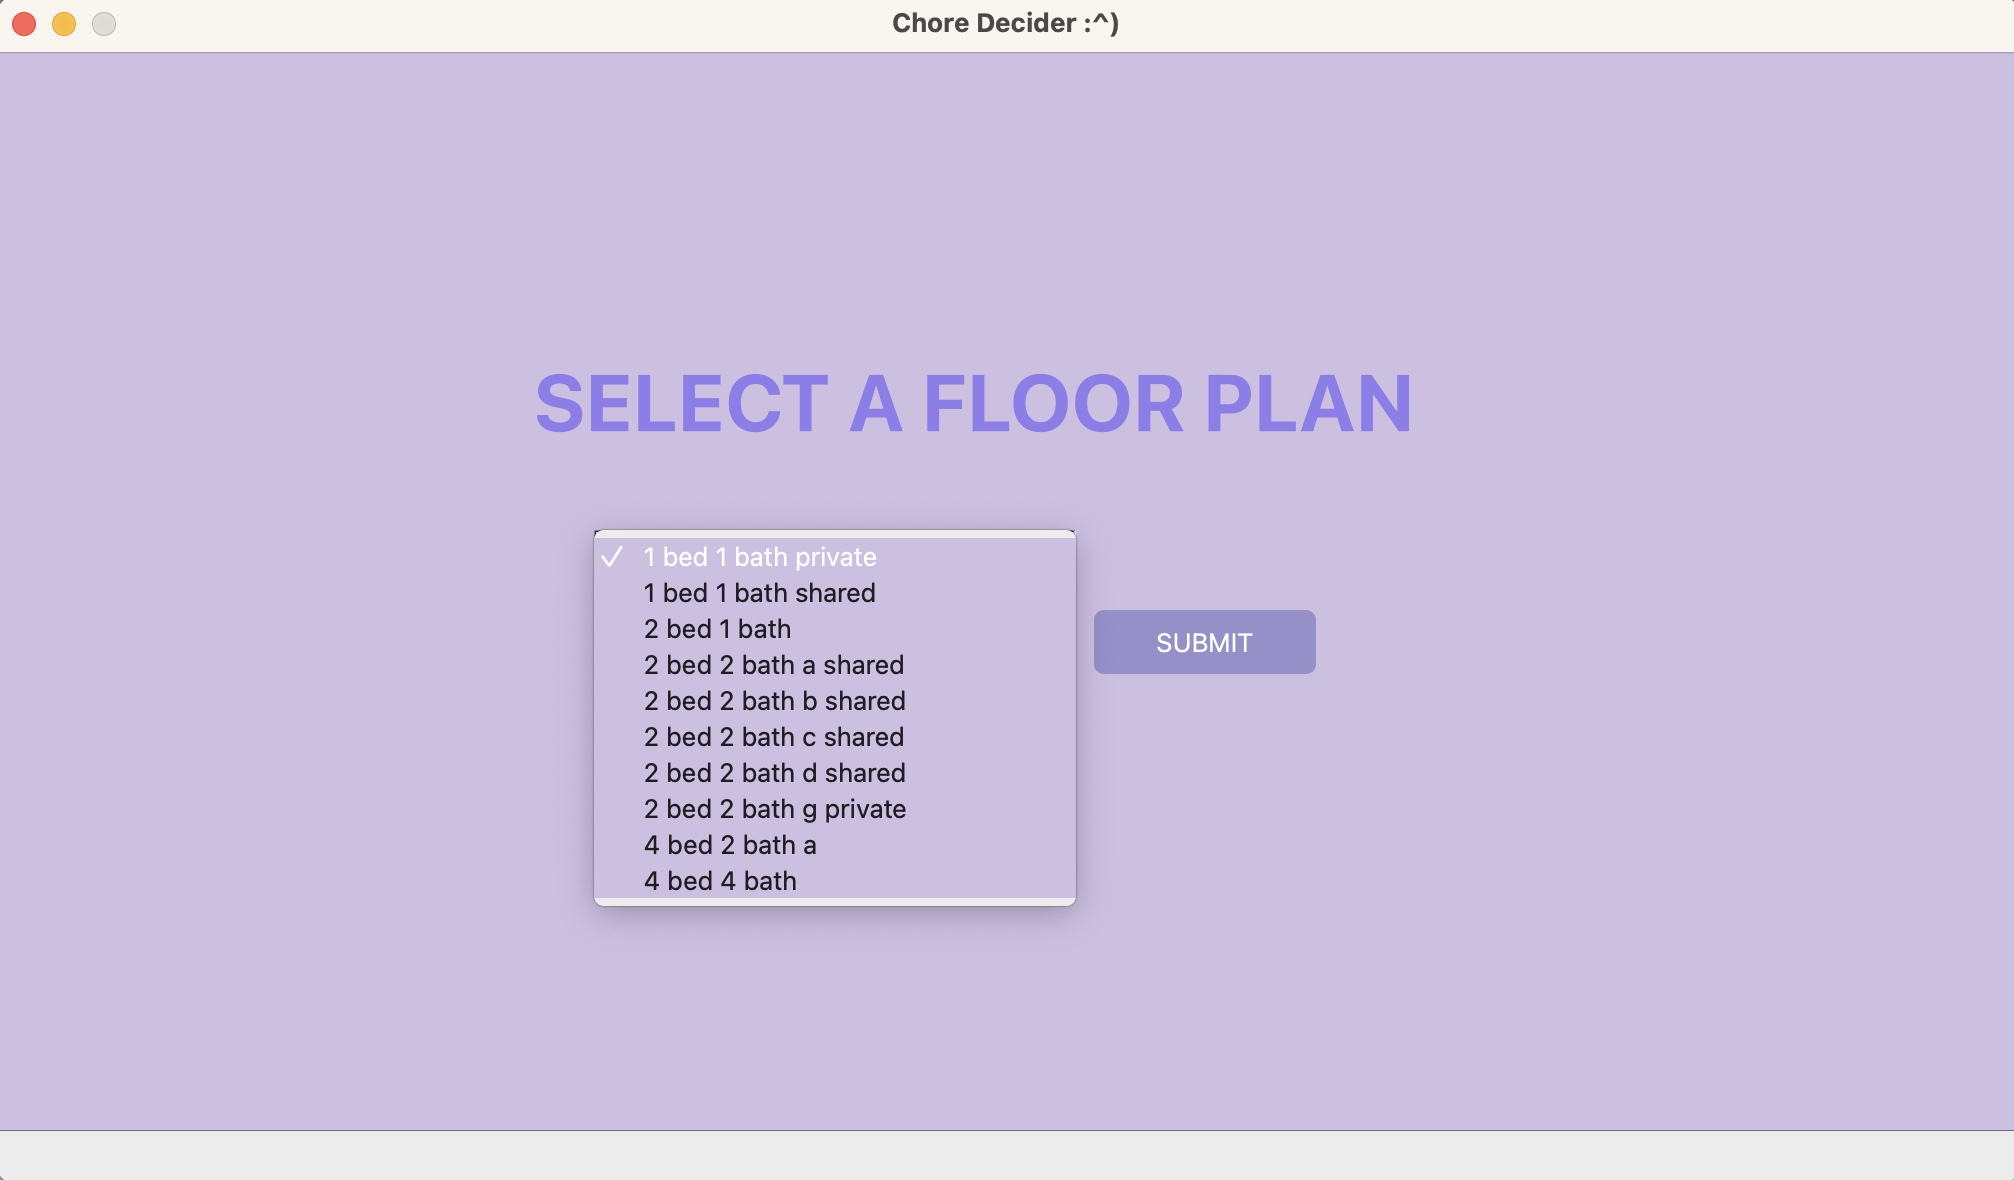 Chore Decider :^)
SELECT A FLOOR PLAN
1 bed 1 bath private
1 bed 1 bath shared
2 bed 1 bath
2 bed 2 bath a shared
2 bed 2 bath b shared
2 bed 2 bath c shared
2 bed 2 bath d shared
2 bed 2 bath g private
4 bed 2 bath a
4 bed 4 bath
SUBMIT